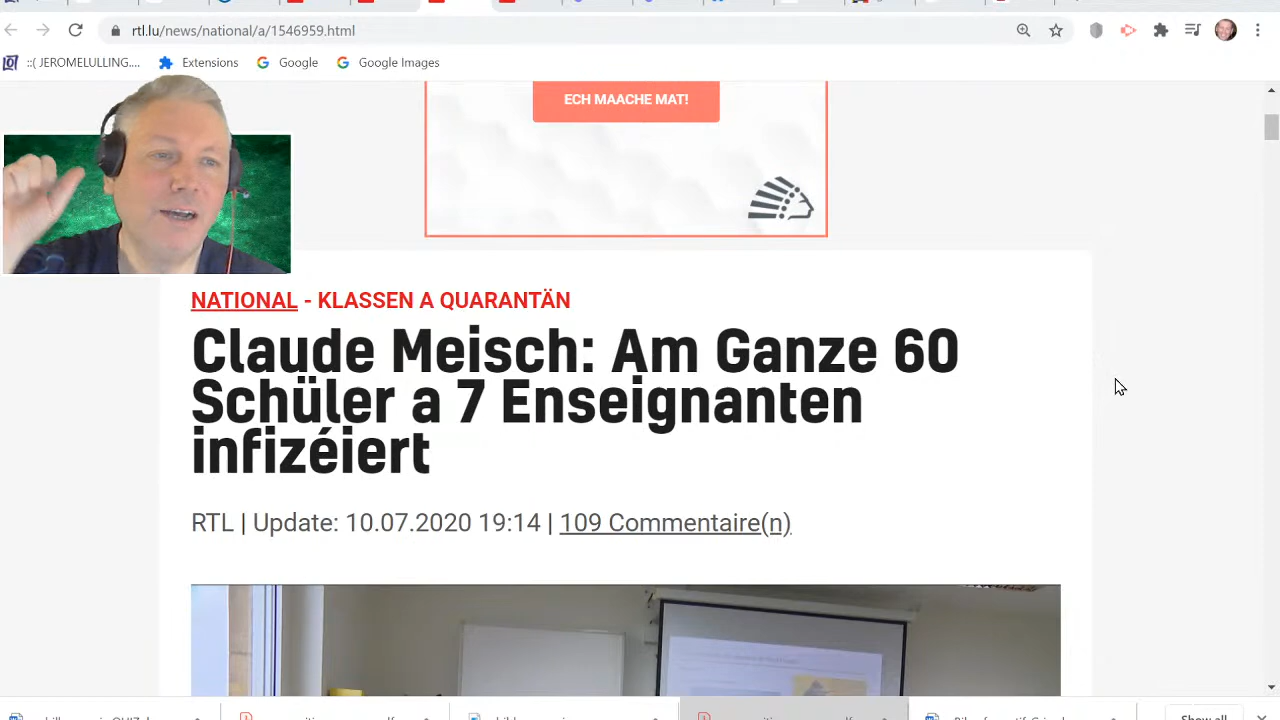 rtl.lu/news/national/a/1546959.html
::( JEROMELULLING.... Extensions Google Google Images
ECH MAACHE MAT!
NATIONAL - KLASSEN A QUARANTÄN
Claude Meisch: Am Ganze 60
Schüler a 7 Enseignanten
infizéiert
RTL | Update: 10.07.2020 19:14 | 109 Commentaire(n)
Show all